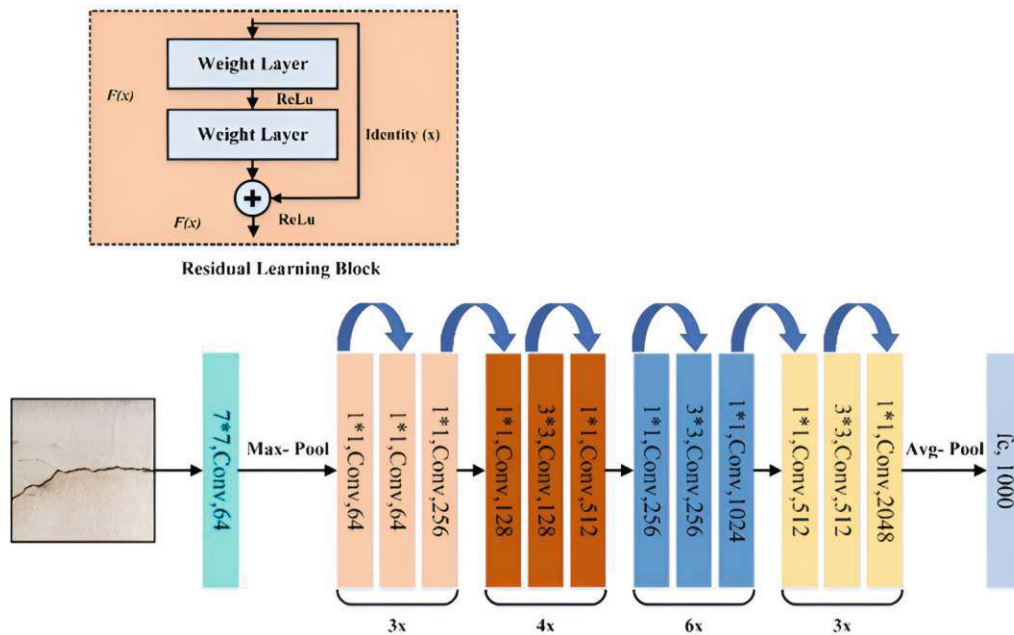 Weight Layer
F(x)
ReLu
Weight Layer
Identity (x)
+
F(x)
ReLu
Residual Learning Block
7*7,Conv,64
Max- Pool
1*1,Conv,64
1*1,Conv,64
1*1,Conv,256
3x
1*1,Conv,128
3*3,Conv,128
1*1,Conv,512
4x
1*1,Conv,256
3*3,Conv,256
1*1,Conv,1024
6x
1*1,Conv,512
3*3,Conv,512
1*1,Conv,2048
3x
Avg- Pool
fc, 1000